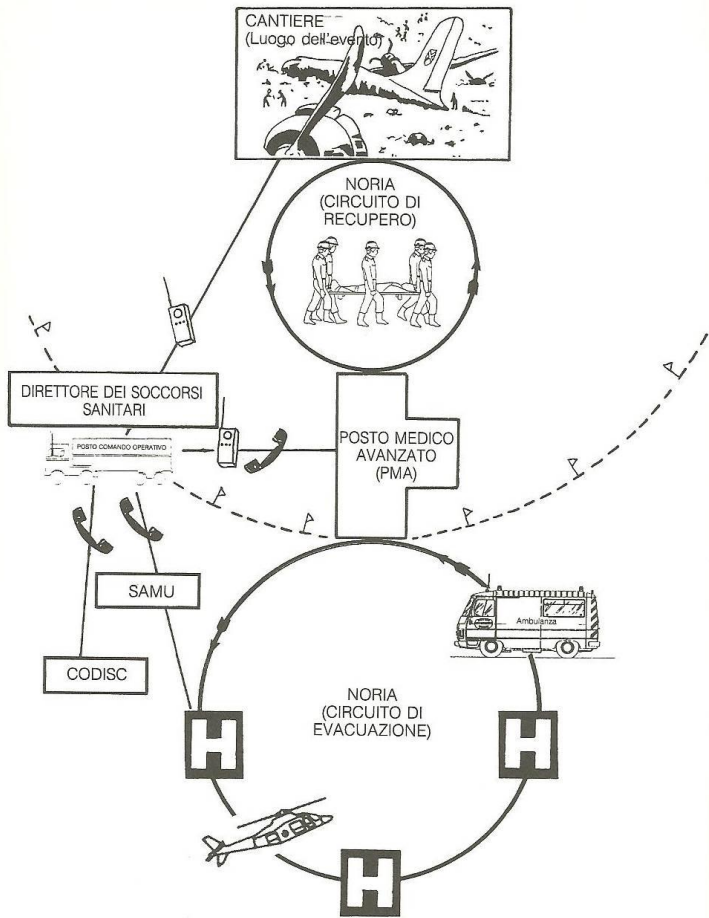 CANTIERE
(Luogo dell'evento)
NORIA
(CIRCUITO DI
RECUPERO)
DIRETTORE DEI SOCCORSI
SANITARI
POSTO COMANDO OPERATIVO
POSTO MEDICO
AVANZATO
(PMA)
SAMU
CODISC
Ambulanza
NORIA
(CIRCUITO DI
EVACUAZIONE)
H
H
H